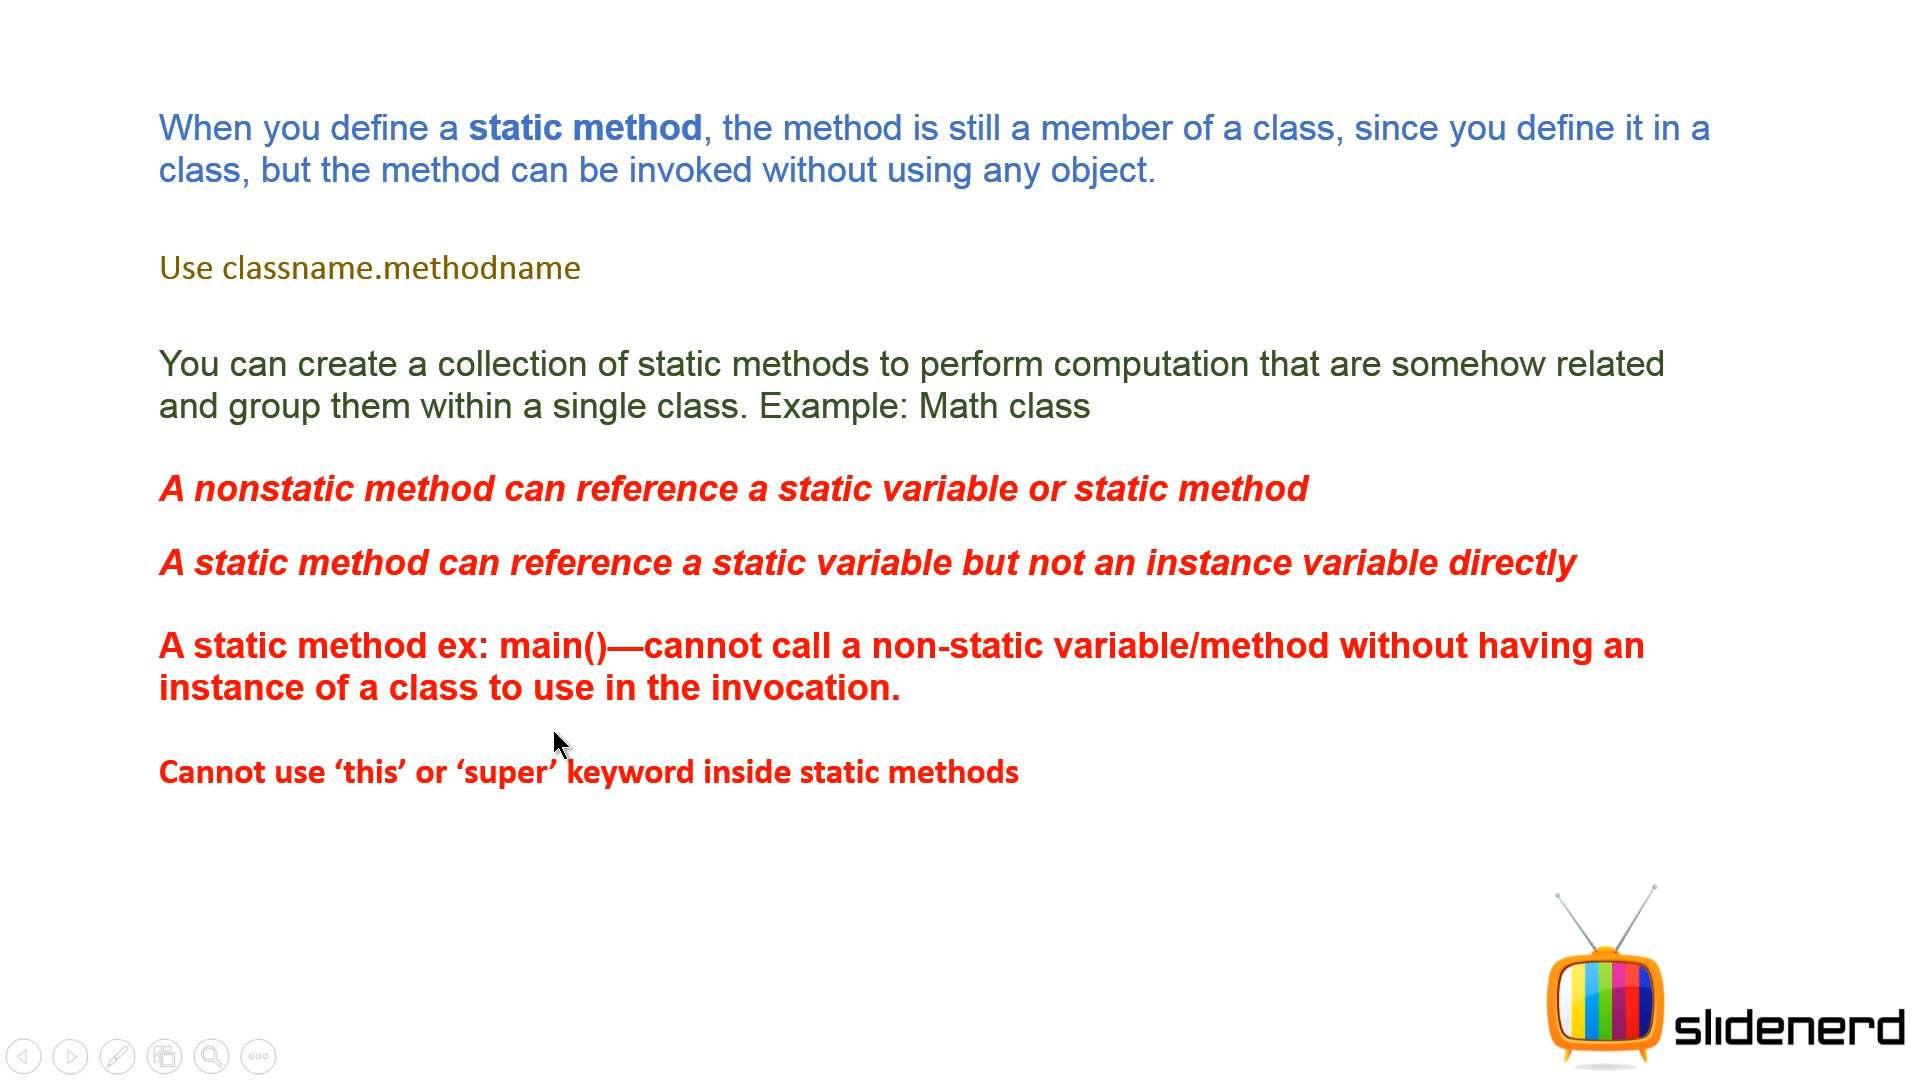 When you define a static method, the method is still a member of a class, since you define it in a
class, but the method can be invoked without using any object.
Use classname.methodname
You can create a collection of static methods to perform computation that are somehow related
and group them within a single class. Example: Math class
A nonstatic method can reference a static variable or static method
A static method can reference a static variable but not an instance variable directly
A static method ex: main()—cannot call a non-static variable/method without having an
instance of a class to use in the invocation.
Cannot use ‘this’ or ‘super’ keyword inside static methods
slidenerd